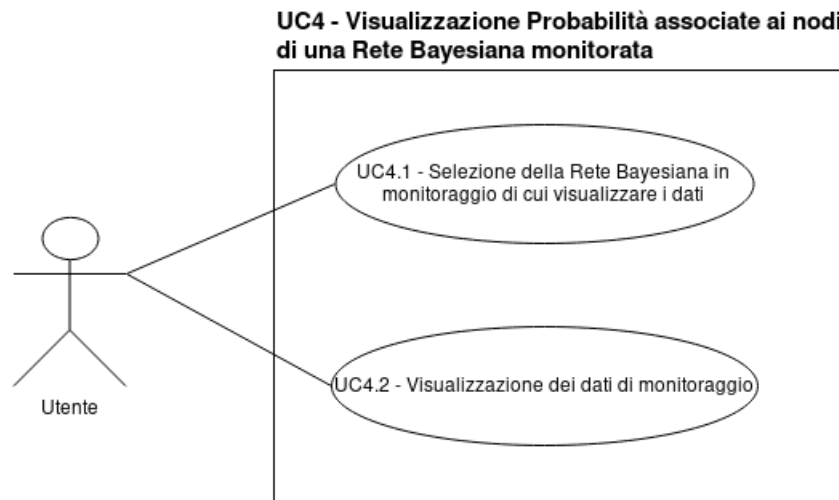 UC4 - Visualizzazione Probabilità associate ai nodi
di una Rete Bayesiana monitorata
UC4.1 - Selezione della Rete Bayesiana in
monitoraggio di cui visualizzare i dati
UC4.2 - Visualizzazione dei dati di monitoraggio
Utente